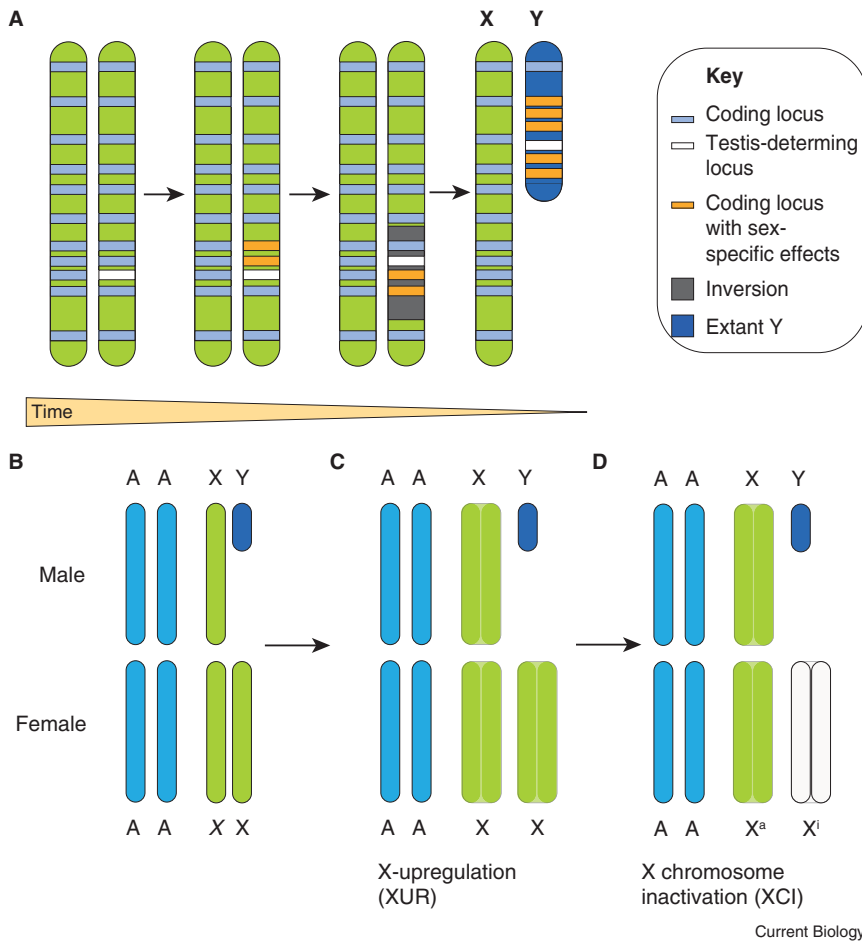 A
X Y
Key
Coding locus
Testis-determing
locus
Coding locus
with sex-
specific effects
Inversion
Extant Y
Time
B
A A X Y
C
A A X Y
D
A A X Y
Male
Female
A A X X
A A X X
A A Xᵃ Xⁱ
X-upregulation
(XUR)
X chromosome
inactivation (XCI)
Current Biology